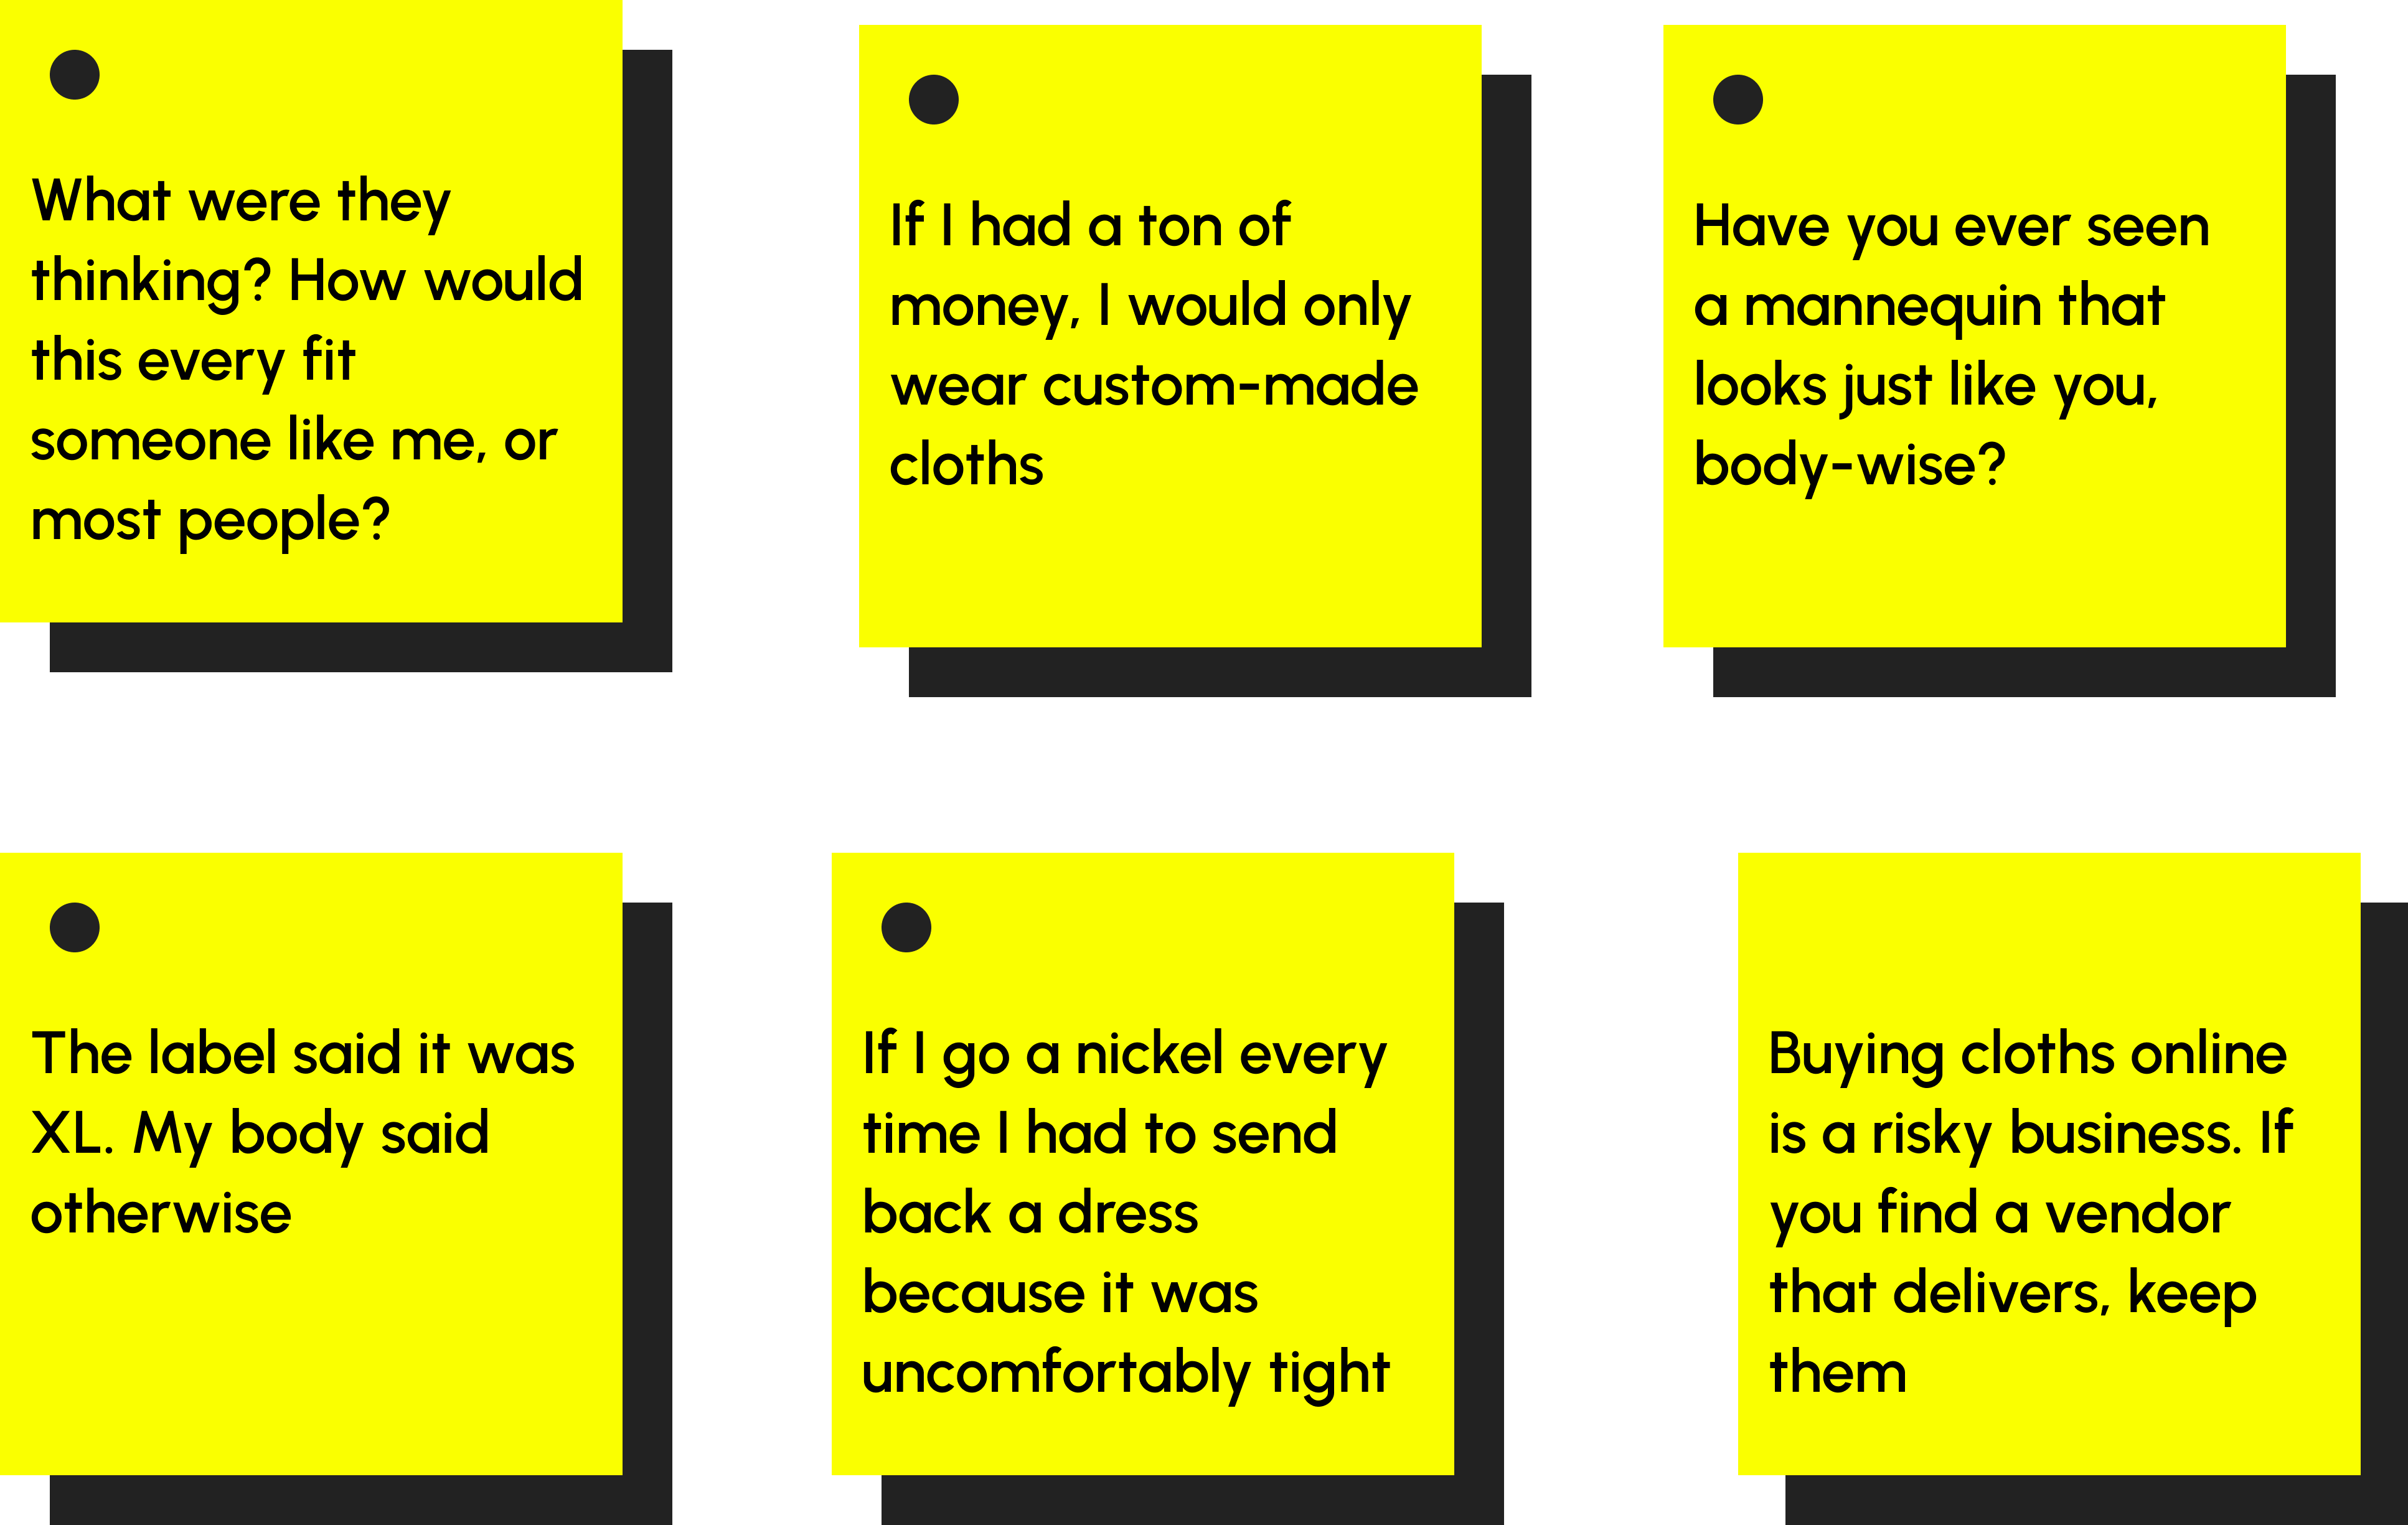 What were they
thinking? How would
this every fit
someone like me, or
most people?
If I had a ton of
money, I would only
wear custom-made
cloths
Have you ever seen
a mannequin that
looks just like you,
body-wise?
The label said it was
XL. My body said
otherwise
If I go a nickel every
time I had to send
back a dress
because it was
uncomfortably tight
Buying cloths online
is a risky business. If
you find a vendor
that delivers, keep
them